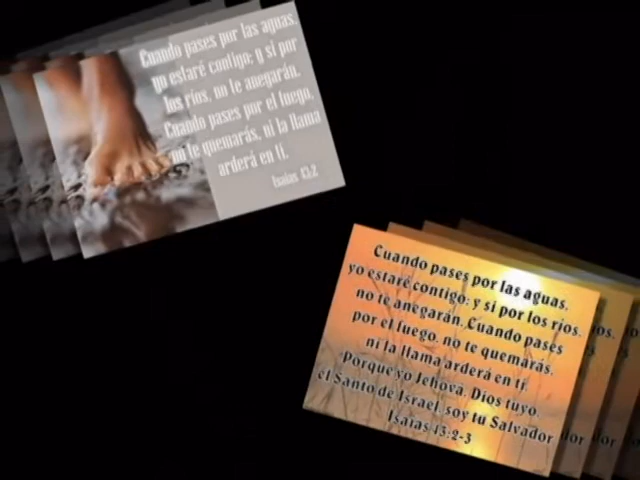 Cuando pases por las aguas,
yo estaré contigo; y si por
los ríos, no te anegarán.
Cuando pases por el fuego,
no te quemarás, ni la llama
arderá en ti.
Isaías 43:2
Cuando pases por las aguas,
yo estaré contigo; y si por los ríos,
no te anegarán. Cuando pases
por el fuego, no te quemarás,
ni la llama arderá en ti.
Porque yo Jehová, Dios tuyo,
el Santo de Israel, soy tu Salvador
Isaías 43:2-3